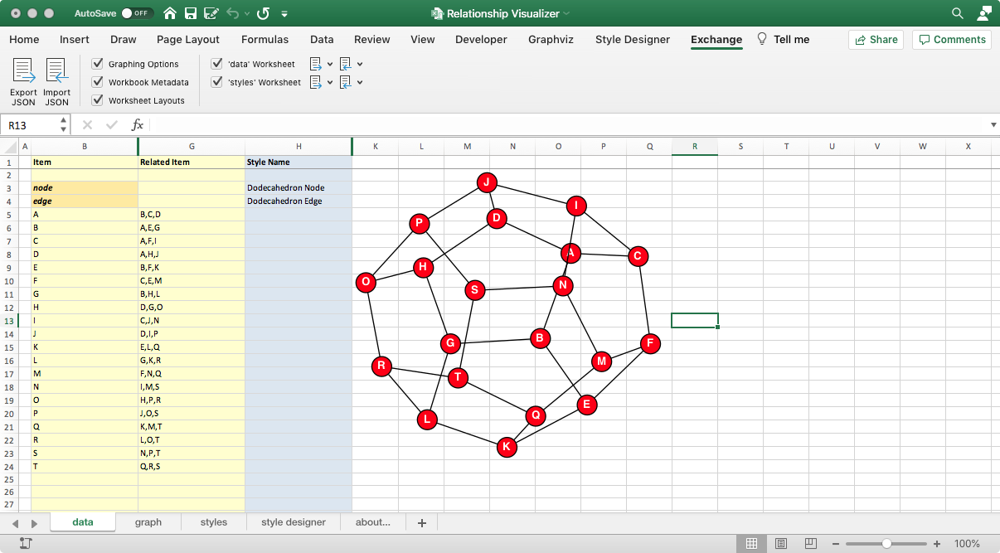 AutoSave OFF Relationship Visualizer
Home Insert Draw Page Layout Formulas Data Review View Developer Graphviz Style Designer Exchange Tell me Share Comments
Export JSON Import JSON
Graphing Options
Workbook Metadata
Worksheet Layouts
'data' Worksheet
'styles' Worksheet
R13 fx
A B G H K L M N O P Q R S T U V W X
1 Item Related Item Style Name
2
3 node Dodecahedron Node
4 edge Dodecahedron Edge
5 A B,C,D
6 B A,E,G
7 C A,F,I
8 D A,H,J
9 E B,F,K
10 F C,E,M
11 G B,H,L
12 H D,G,O
13 I C,J,N
14 J D,I,P
15 K E,L,Q
16 L G,K,R
17 M F,N,Q
18 N I,M,S
19 O H,P,R
20 P J,O,S
21 Q K,M,T
22 R L,O,T
23 S N,P,T
24 T Q,R,S
25
26
27
J
I
D
P
A
C
H
O
N
S
B
G
F
M
R
T
E
Q
L
K
data graph styles style designer about... +
100%